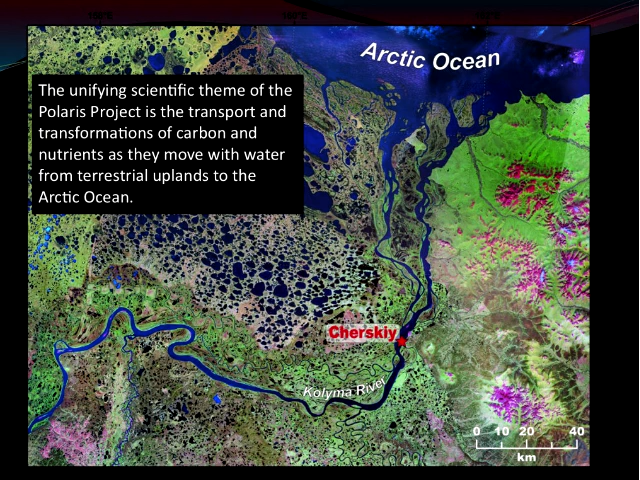 Arctic Ocean
The unifying scientific theme of the
Polaris Project is the transport and
transformations of carbon and
nutrients as they move with water
from terrestrial uplands to the
Arctic Ocean.
Cherskiy
Kolyma River
0 10 20 40
km